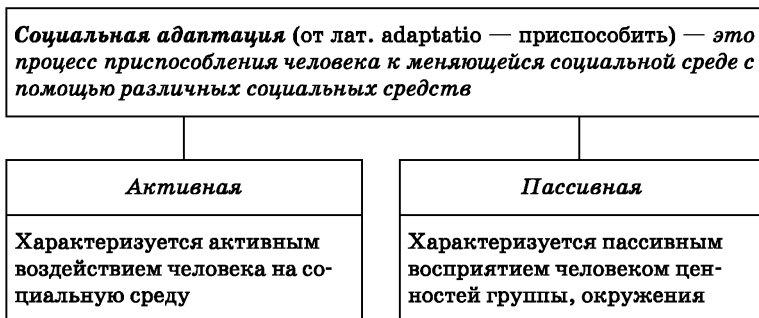 Социальная адаптация (от лат. adaptatio — приспособить) — это
процесс приспособления человека к меняющейся социальной среде с
помощью различных социальных средств
Активная
Характеризуется активным
воздействием человека на со-
циальную среду
Пассивная
Характеризуется пассивным
восприятием человеком цен-
ностей группы, окружения